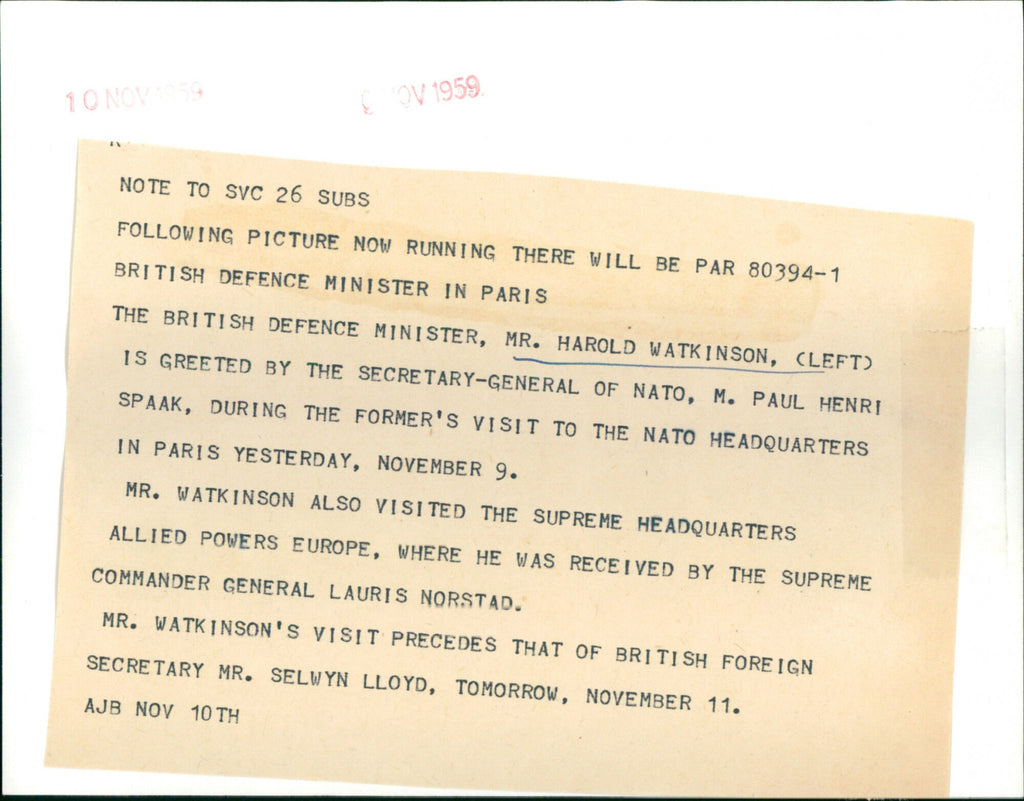 10 NOV 1959
NOV 1959
NOTE TO SVC 26 SUBS
FOLLOWING PICTURE NOW RUNNING THERE WILL BE PAR 80394-1
BRITISH DEFENCE MINISTER IN PARIS
THE BRITISH DEFENCE MINISTER, MR. HAROLD WATKINSON, (LEFT)
IS GREETED BY THE SECRETARY-GENERAL OF NATO, M. PAUL HENRI
SPAAK, DURING THE FORMER'S VISIT TO THE NATO HEADQUARTERS
IN PARIS YESTERDAY, NOVEMBER 9.
MR. WATKINSON ALSO VISITED THE SUPREME HEADQUARTERS
ALLIED POWERS EUROPE, WHERE HE WAS RECEIVED BY THE SUPREME
COMMANDER GENERAL LAURIS NORSTAD.
MR. WATKINSON'S VISIT PRECEDES THAT OF BRITISH FOREIGN
SECRETARY MR. SELWYN LLOYD, TOMORROW, NOVEMBER 11.
AJB NOV 10TH